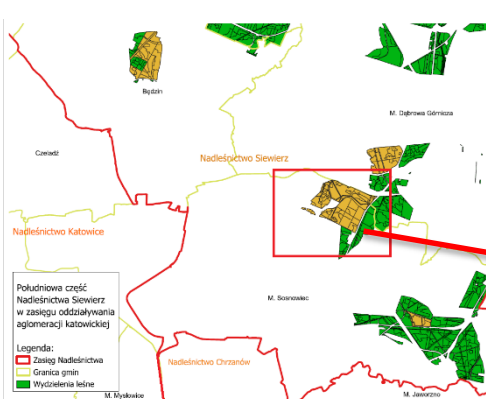 Będzin
M. Dąbrowa Górnicza
Czeladź
Nadleśnictwo Siewierz
Nadleśnictwo Katowice
Południowa część
Nadleśnictwa Siewierz
w zasięgu oddziaływania
aglomeracji katowickiej
Legenda:
Zasięg Nadleśnictwa
Granica gmin
Wydzielenia leśne
M. Sosnowiec
Nadleśnictwo Chrzanów
M. Mysłowice
M. Jaworzno